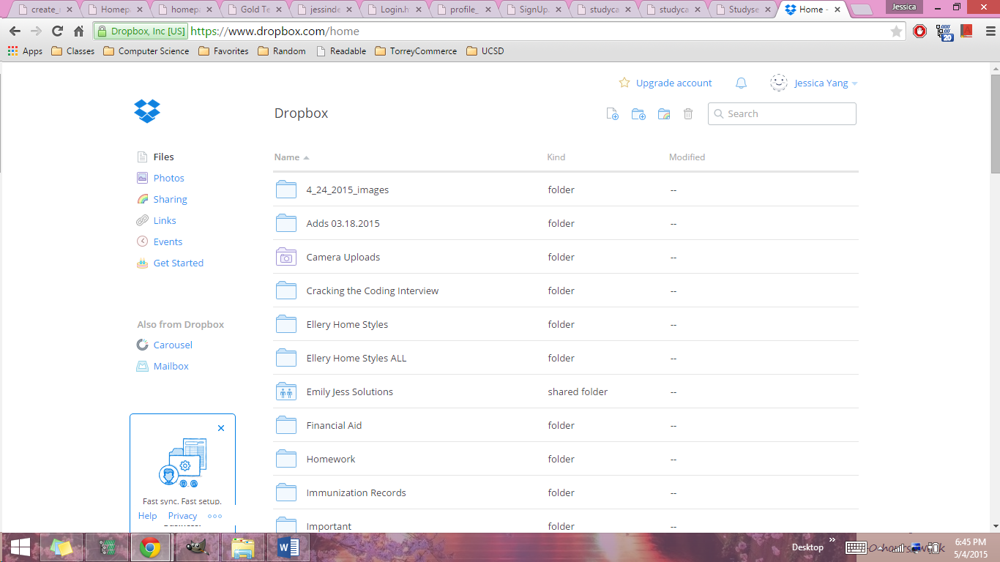 create_
Homep
homep
Gold Te
jessinde
Login.h
profile_
SignUp.
studyca
studyca
Studyse
Home -
Jessica
Dropbox, Inc [US] https://www.dropbox.com/home
20
Apps Classes Computer Science Favorites Random Readable TorreyCommerce UCSD
Upgrade account Jessica Yang
Dropbox
Search
Files
Photos
Sharing
Links
Events
Get Started
Also from Dropbox
Carousel
Mailbox
Fast sync. Fast setup.
Help Privacy
Name Kind Modified
4_24_2015_images folder --
Adds 03.18.2015 folder --
Camera Uploads folder --
Cracking the Coding Interview folder --
Ellery Home Styles folder --
Ellery Home Styles ALL folder --
Emily Jess Solutions shared folder --
Financial Aid folder --
Homework folder --
Immunization Records folder --
Important folder --
Desktop
6:45 PM
5/4/2015